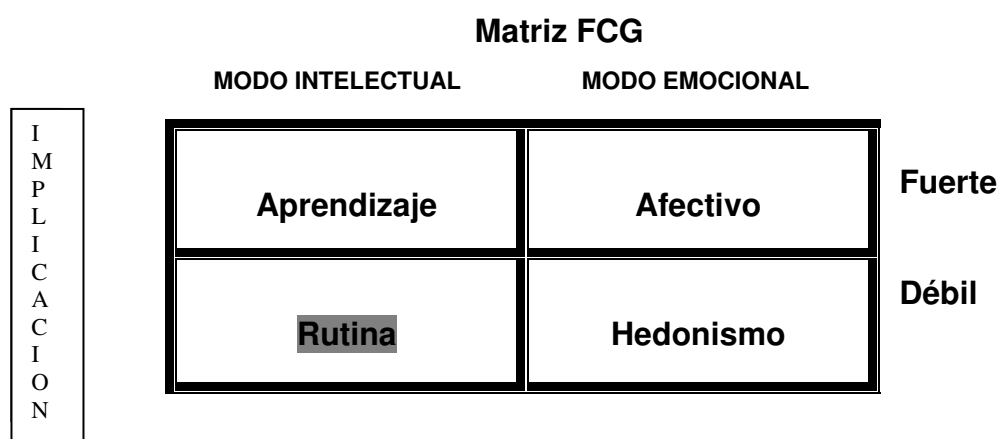 Matriz FCG
MODO INTELECTUAL MODO EMOCIONAL
I
M
P
L
I
C
A
C
I
O
N
Aprendizaje Afectivo Fuerte
Rutina Hedonismo Débil